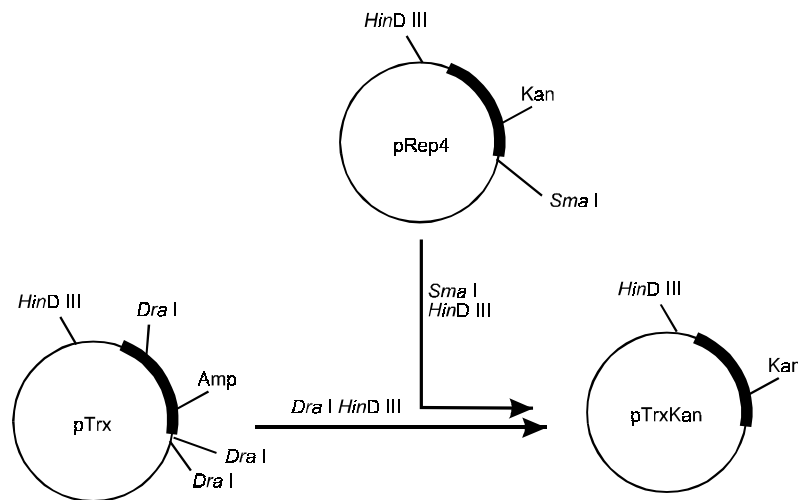 HinD III
Kan
pRep4
Sma I
Sma I
HinD III
HinD III
Dra I
Amp
pTrx
Dra I
Dra I
Dra I HinD III
HinD III
Kan
pTrxKan